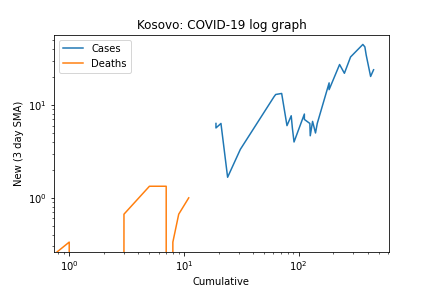 Kosovo: COVID-19 log graph
Cases
Deaths
New (3 day SMA)
10¹
10⁰
10⁰ 10¹ 10²
Cumulative